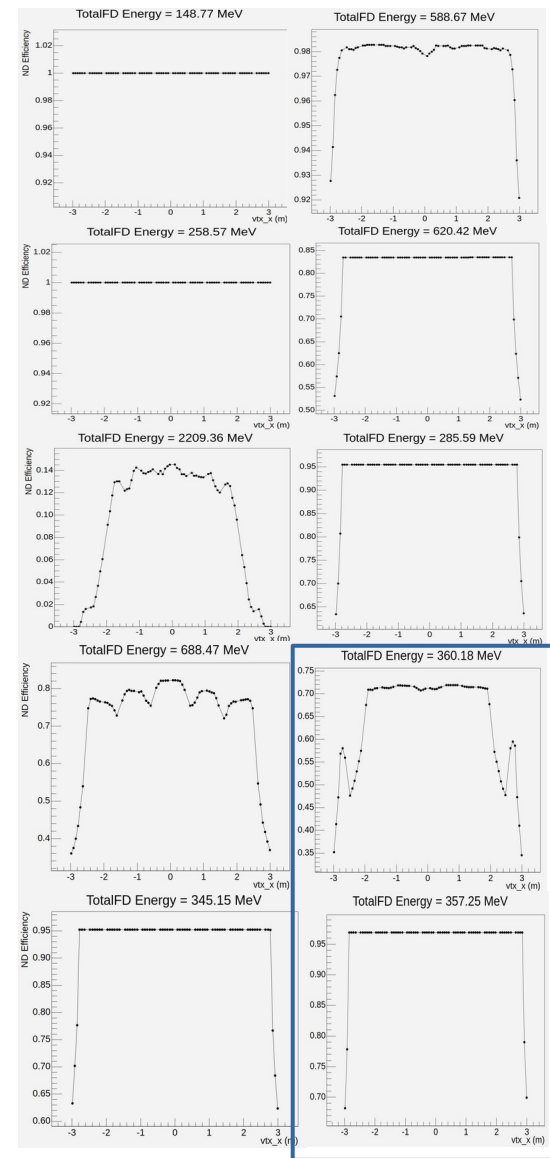 TotalFD Energy = 148.77 MeV
ND Efficiency
1.02
1
0.98
0.96
0.94
0.92
-3 -2 -1 0 1 2 3
vtx_x (m)
TotalFD Energy = 588.67 MeV
0.98
0.97
0.96
0.95
0.94
0.93
0.92
-3 -2 -1 0 1 2 3
vtx_x (m)
TotalFD Energy = 258.57 MeV
ND Efficiency
1.02
1
0.98
0.96
0.94
0.92
-3 -2 -1 0 1 2 3
vtx_x (m)
TotalFD Energy = 620.42 MeV
0.85
0.80
0.75
0.70
0.65
0.60
0.55
0.50
-3 -2 -1 0 1 2 3
vtx_x (m)
TotalFD Energy = 2209.36 MeV
ND Efficiency
0.14
0.12
0.10
0.08
0.06
0.04
0.02
0
-3 -2 -1 0 1 2 3
vtx_x (m)
TotalFD Energy = 285.59 MeV
0.95
0.90
0.85
0.80
0.75
0.70
0.65
-3 -2 -1 0 1 2 3
vtx_x (m)
TotalFD Energy = 688.47 MeV
ND Efficiency
0.8
0.7
0.6
0.5
0.4
-3 -2 -1 0 1 2 3
vtx_x (m)
TotalFD Energy = 360.18 MeV
0.75
0.70
0.65
0.60
0.55
0.50
0.45
0.40
0.35
-3 -2 -1 0 1 2 3
vtx_x (m)
TotalFD Energy = 345.15 MeV
ND Efficiency
0.95
0.90
0.85
0.80
0.75
0.70
0.65
0.60
-3 -2 -1 0 1 2 3
vtx_x (m)
TotalFD Energy = 357.25 MeV
0.95
0.90
0.85
0.80
0.75
0.70
-3 -2 -1 0 1 2 3
vtx_x (m)